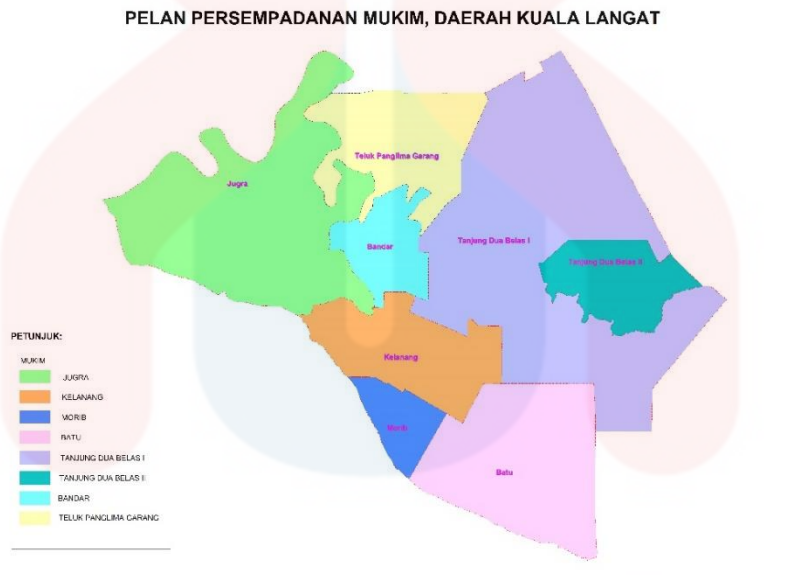 PELAN PERSEMPADANAN MUKIM, DAERAH KUALA LANGAT
Teluk Panglima Garang
Jugra
Bandar
Tanjung Dua Belas I
Tanjung Dua Belas II
Kelanang
Morib
Batu
PETUNJUK:
MUKIM
JUGRA
KELANANG
MORIB
BATU
TANJUNG DUA BELAS I
TANJUNG DUA BELAS II
BANDAR
TELUK PANGLIMA GARANG